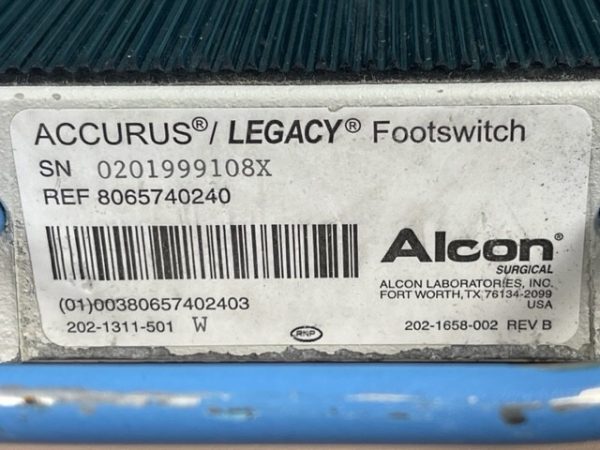 ACCURUS®/ LEGACY® Footswitch
SN 0201999108X
REF 8065740240
Alcon®
SURGICAL
ALCON LABORATORIES, INC.
FORT WORTH, TX 76134-2099
USA
(01)00380657402403
202-1311-501 W
RNP
202-1658-002 REV B